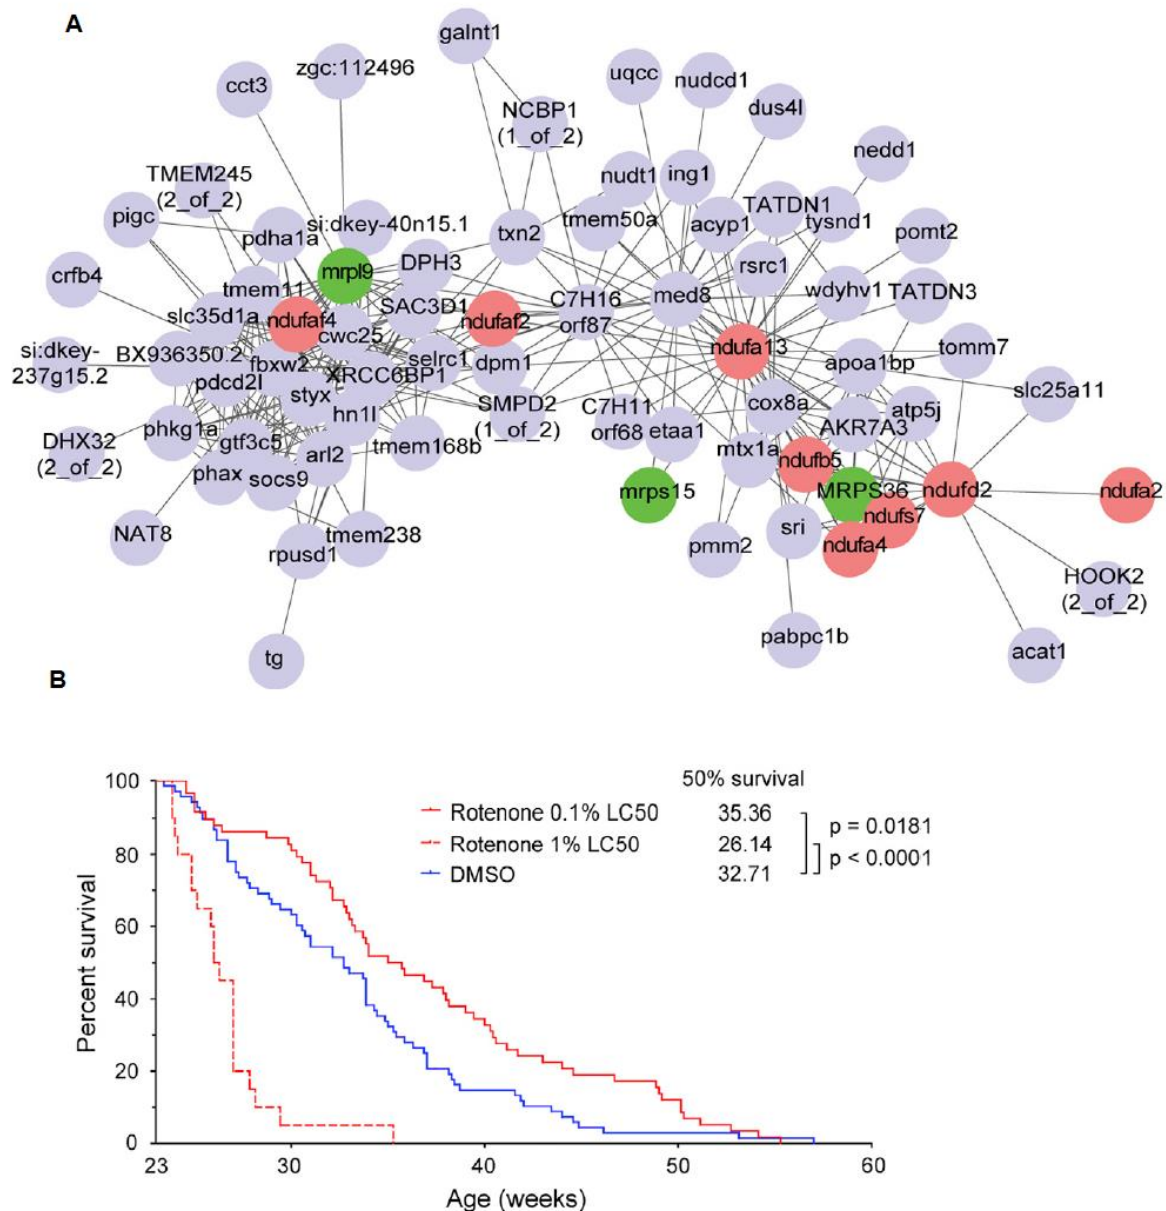 A
galnt1
zgc:112496
uqcc
nudcd1
cct3
dus4l
NCBP1
(1_of_2)
nedd1
TMEM245
(2_of_2)
nudt1
ing1
pigc
si:dkey-40n15.1
tmem50a
acyp1
TATDN1
tysnd1
pdha1a
txn2
pomt2
crfb4
mrpl9
DPH3
rsrc1
tmem11
SAC3D1
C7H16
orf87
med8
wdyhv1
TATDN3
slc35d1a
ndufaf4
cwc25
ndufaf2
ndufa13
si:dkey-
237g15.2
BX936350.2
fbxw2
selrc1
dpm1
apoa1bp
tomm7
pdcd2l
XRCC6BP1
slc25a11
styx
SMPD2
(1_of_2)
C7H11
orf68
cox8a
atp5j
hn1l
phkg1a
gtf3c5
tmem168b
etaa1
AKR7A3
DHX32
(2_of_2)
arl2
mtx1a
ndufb5
phax
socs9
mrps15
MRPS36
ndufd2
ndufa2
NAT8
rpusd1
tmem238
pmm2
sri
ndufs7
ndufa4
HOOK2
(2_of_2)
tg
pabpc1b
acat1
B
50% survival
Rotenone 0.1% LC50 35.36
p = 0.0181
Rotenone 1% LC50 26.14
p < 0.0001
DMSO 32.71
Percent survival
100
80
60
40
20
0
23 30 40 50 60
Age (weeks)